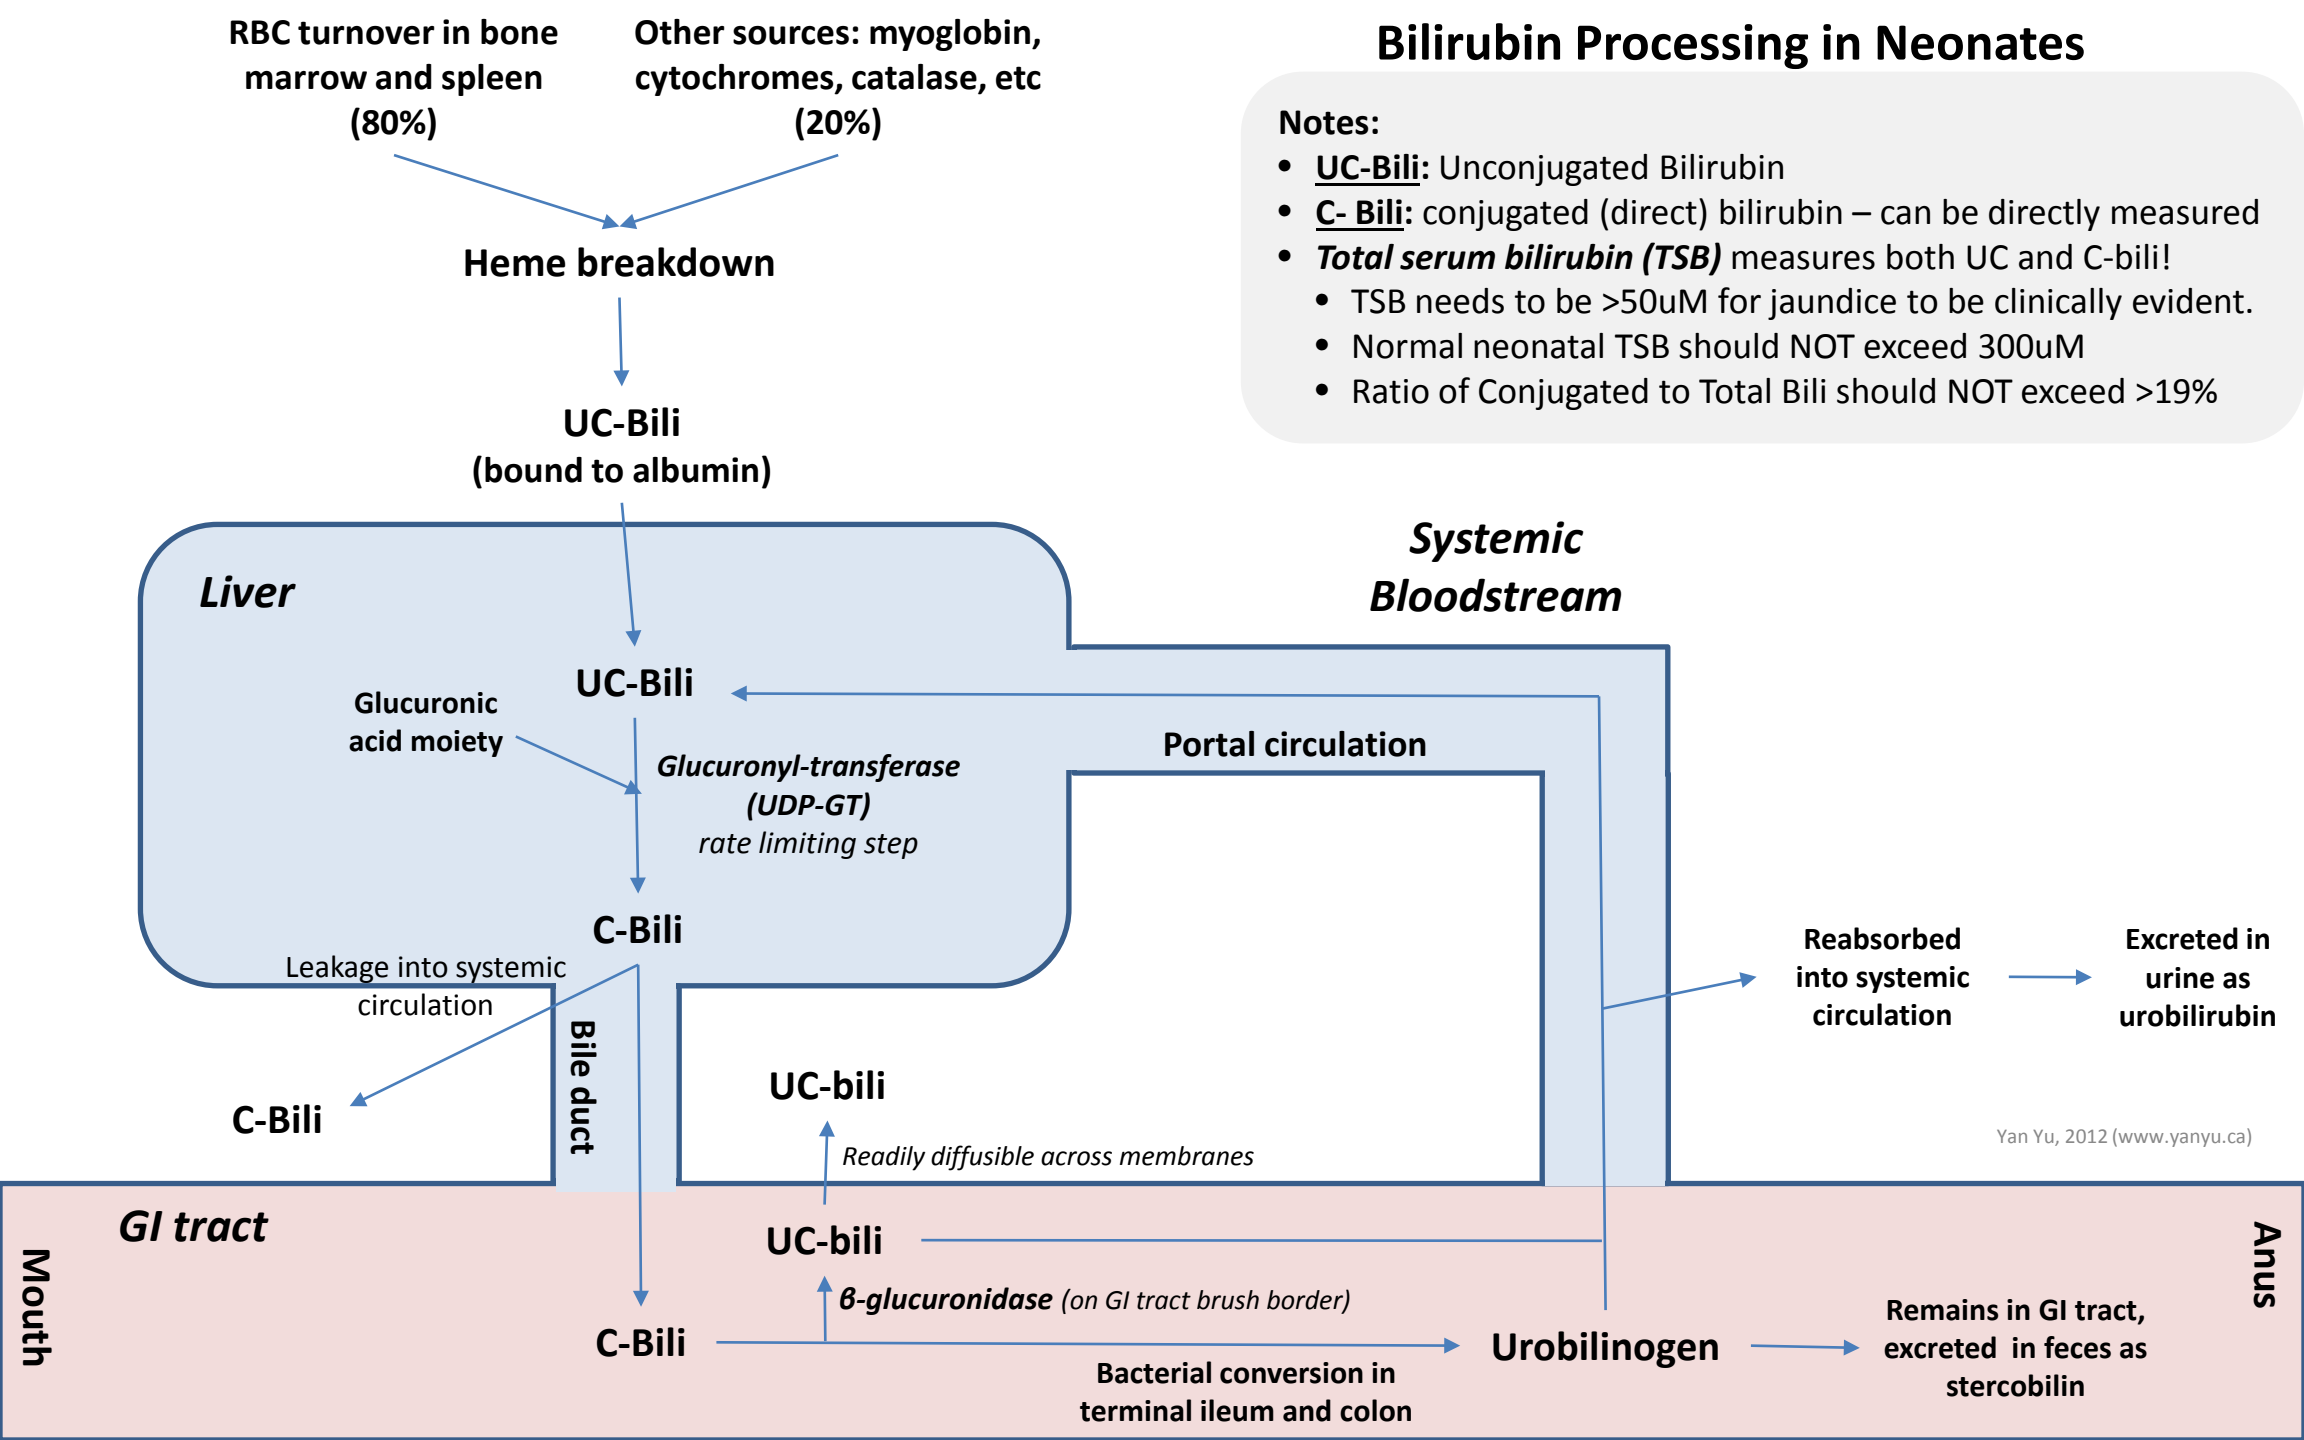 RBC turnover in bone
marrow and spleen
(80%)
Other sources: myoglobin,
cytochromes, catalase, etc
(20%)
Bilirubin Processing in Neonates
Notes:
• UC-Bili: Unconjugated Bilirubin
• C- Bili: conjugated (direct) bilirubin – can be directly measured
• Total serum bilirubin (TSB) measures both UC and C-bili!
• TSB needs to be >50uM for jaundice to be clinically evident.
• Normal neonatal TSB should NOT exceed 300uM
• Ratio of Conjugated to Total Bili should NOT exceed >19%
Heme breakdown
UC-Bili
(bound to albumin)
Liver
Systemic
Bloodstream
UC-Bili
Glucuronic
acid moiety
Glucuronyl-transferase
(UDP-GT)
rate limiting step
Portal circulation
C-Bili
Leakage into systemic
circulation
C-Bili
Bile duct
Reabsorbed
into systemic
circulation
Excreted in
urine as
urobilirubin
UC-bili
Readily diffusible across membranes
Yan Yu, 2012 (www.yanyu.ca)
GI tract
Mouth
UC-bili
β-glucuronidase (on GI tract brush border)
C-Bili
Bacterial conversion in
terminal ileum and colon
Urobilinogen
Remains in GI tract,
excreted in feces as
stercobilin
Anus